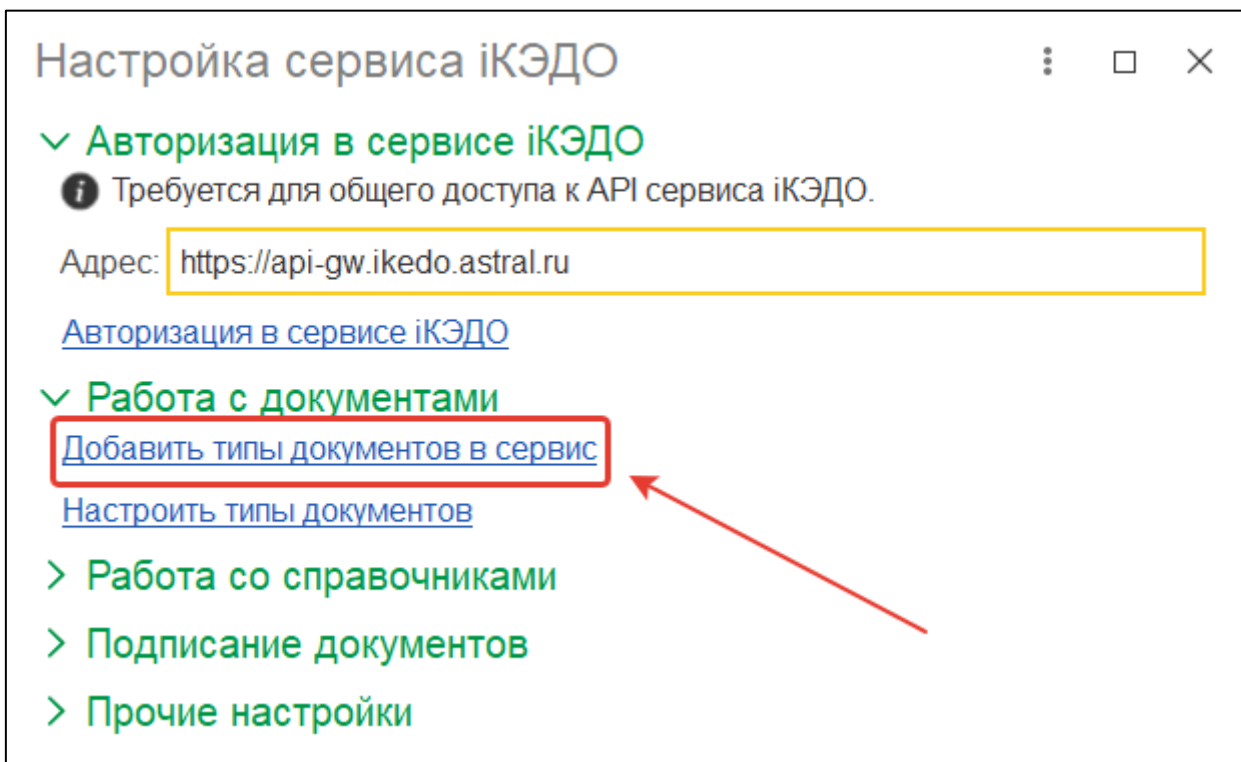 Настройка сервиса iКЭДО
Авторизация в сервисе iКЭДО
Требуется для общего доступа к API сервиса iКЭДО.
Адрес: https://api-gw.ikedo.astral.ru
Авторизация в сервисе iКЭДО
Работа с документами
Добавить типы документов в сервис
Настроить типы документов
Работа со справочниками
Подписание документов
Прочие настройки